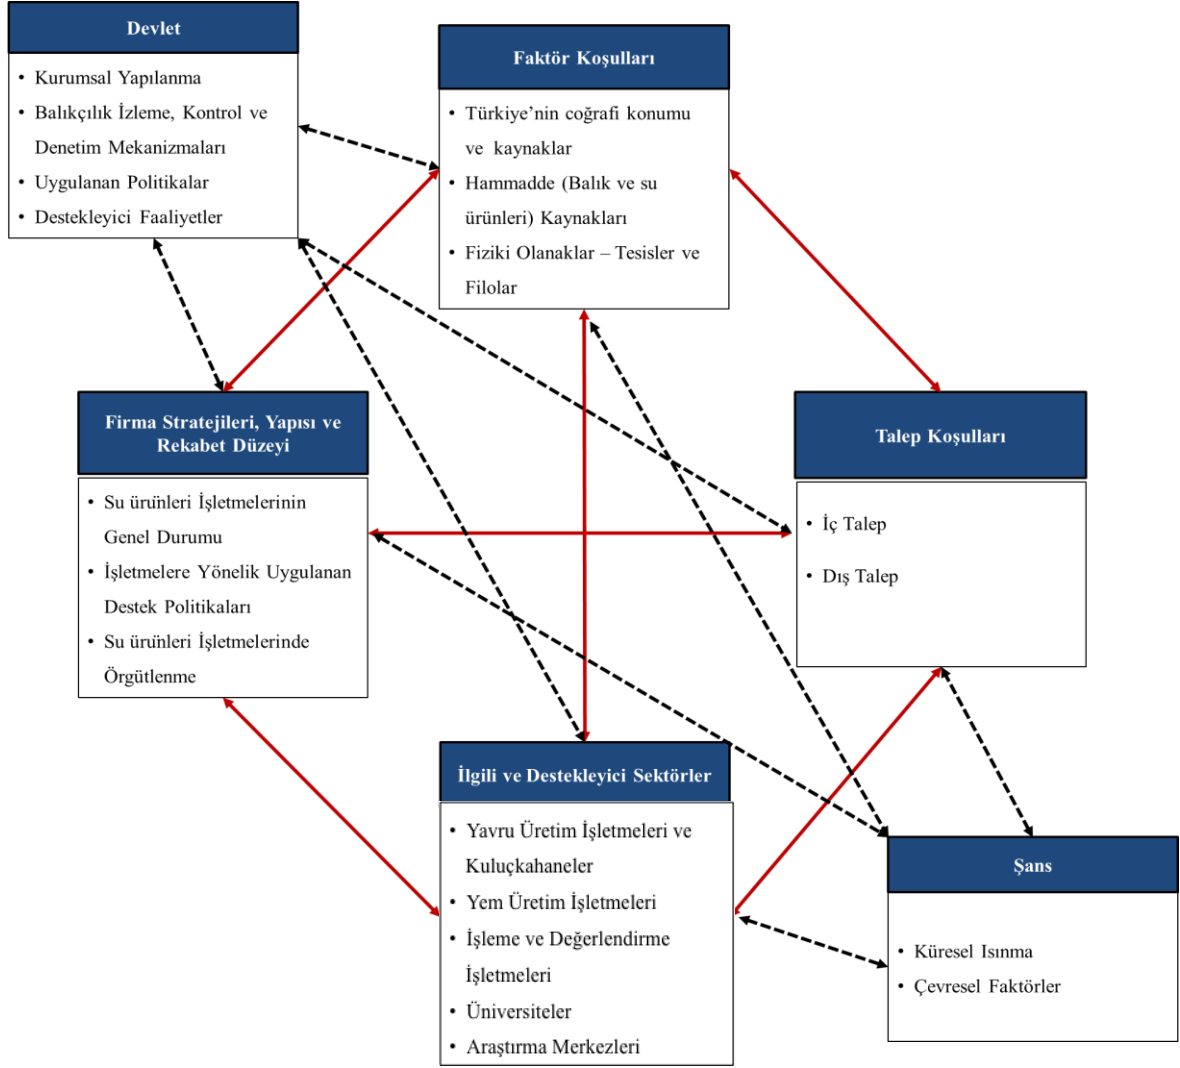 Devlet
• Kurumsal Yapılanma
• Balıkçılık İzleme, Kontrol ve
Denetim Mekanizmaları
• Uygulanan Politikalar
• Destekleyici Faaliyetler
Faktör Koşulları
• Türkiye’nin coğrafi konumu
ve kaynaklar
• Hammadde (Balık ve su
ürünleri) Kaynakları
• Fiziki Olanaklar – Tesisler ve
Filolar
Firma Stratejileri, Yapısı ve
Rekabet Düzeyi
• Su ürünleri İşletmelerinin
Genel Durumu
• İşletmelere Yönelik Uygulanan
Destek Politikaları
• Su ürünleri İşletmelerinde
Örgütlenme
Talep Koşulları
• İç Talep
• Dış Talep
İlgili ve Destekleyici Sektörler
• Yavru Üretim İşletmeleri ve
Kuluçkahaneler
• Yem Üretim İşletmeleri
• İşleme ve Değerlendirme
İşletmeleri
• Üniversiteler
• Araştırma Merkezleri
Şans
• Küresel Isınma
• Çevresel Faktörler